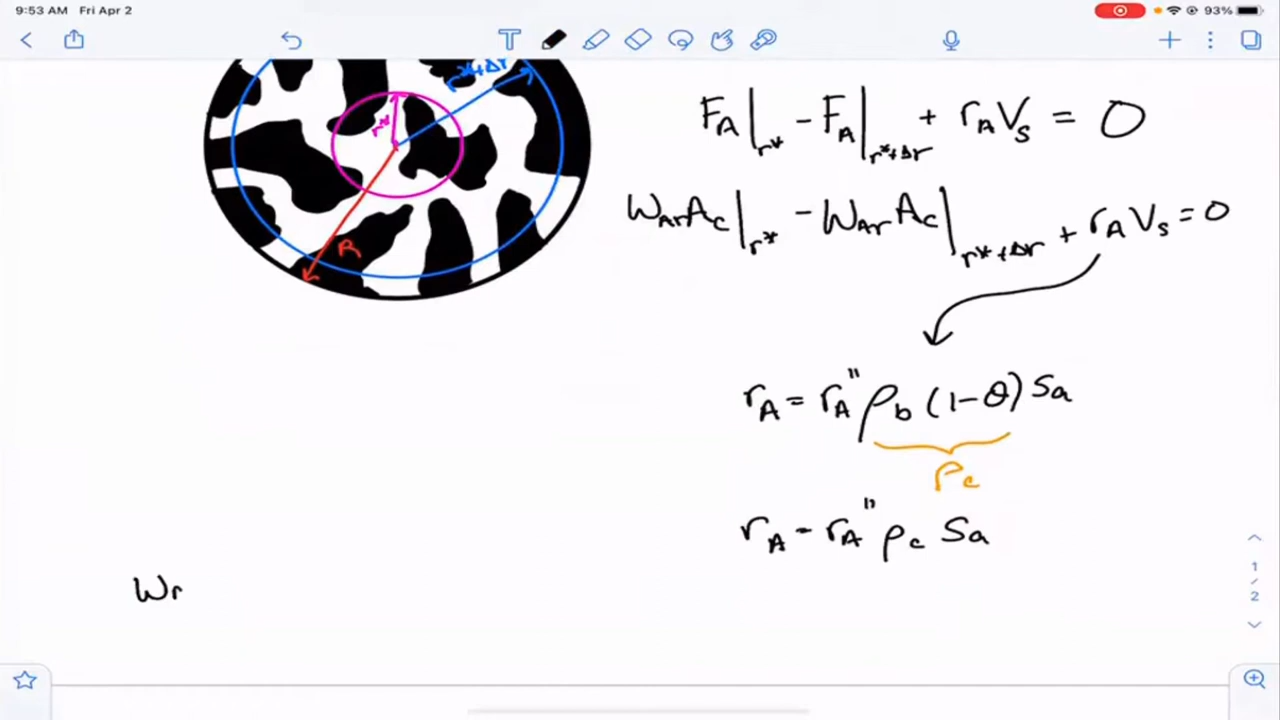 9:53 AM Fri Apr 2
93%
r*+Δr
r*
R
F_A|_r* - F_A|_r*+Δr + r_A V_s = 0
W_Ar A_c|_r* - W_Ar A_c|_r*+Δr + r_A V_s = 0
r_A = r_A" ρ_b (1-θ) Sa
ρ_c
r_A - r_A" ρ_c Sa
Wr
1
/
2